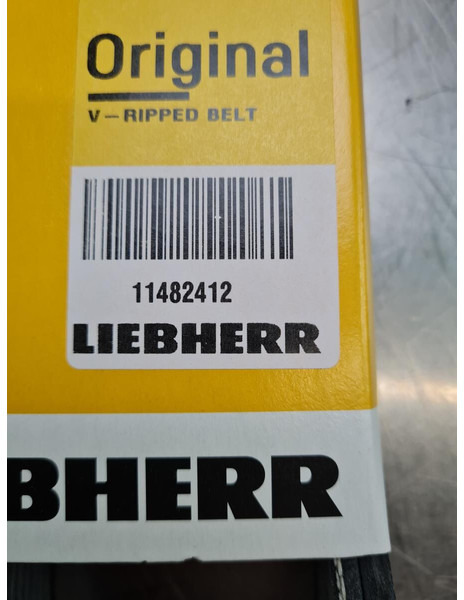 Original
V-RIPPED BELT
11482412
LIEBHERR
BHERR